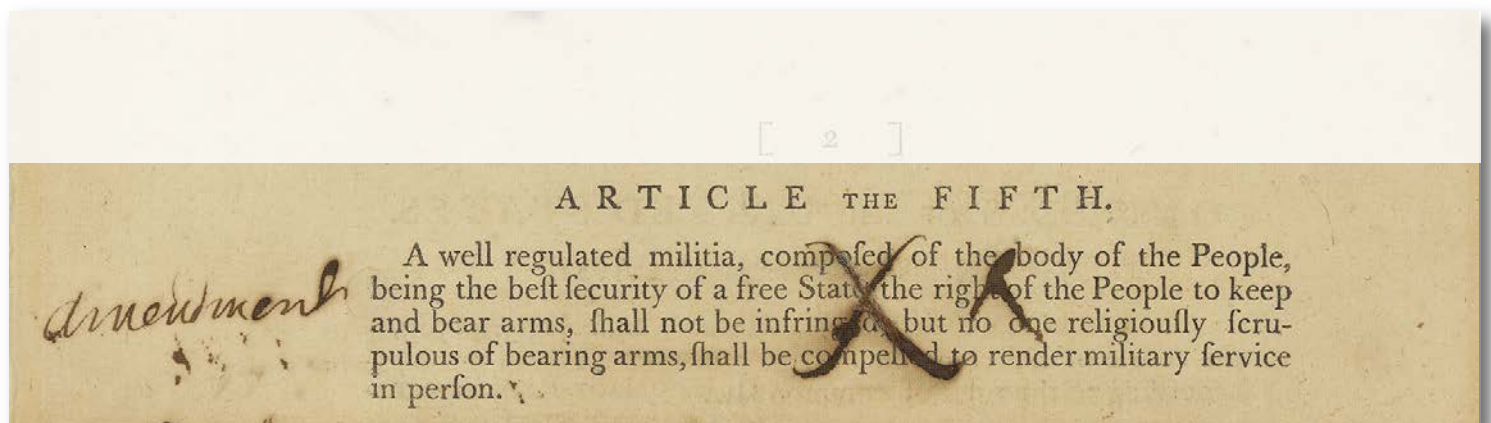 [ 2 ]
ARTICLE THE FIFTH.
A well regulated militia, compoſed of the body of the People,
amendment
being the beſt ſecurity of a free State, the right of the People to keep
and bear arms, ſhall not be infringed, but no one religiouſly ſcru-
pulous of bearing arms, ſhall be compelled to render military ſervice
in perſon.